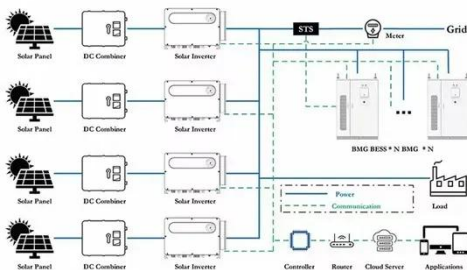 STS
Meter
Grid
Solar Panel
DC Combiner
Solar Inverter
Solar Panel
DC Combiner
Solar Inverter
BMG BESS * N BMG * N
Solar Panel
DC Combiner
Solar Inverter
Power
Communication
Load
Solar Panel
DC Combiner
Solar Inverter
Controller
Router
Cloud Server
Applications